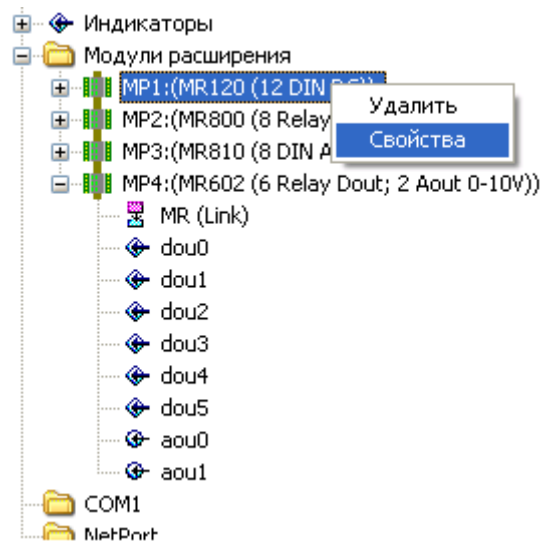 Индикаторы
Модули расширения
MP1:(MR120 (12 DIN DC))
Удалить
MP2:(MR800 (8 Relay
Свойства
MP3:(MR810 (8 DIN A
MP4:(MR602 (6 Relay Dout; 2 Aout 0-10V))
MR (Link)
dou0
dou1
dou2
dou3
dou4
dou5
aou0
aou1
COM1
NetPort